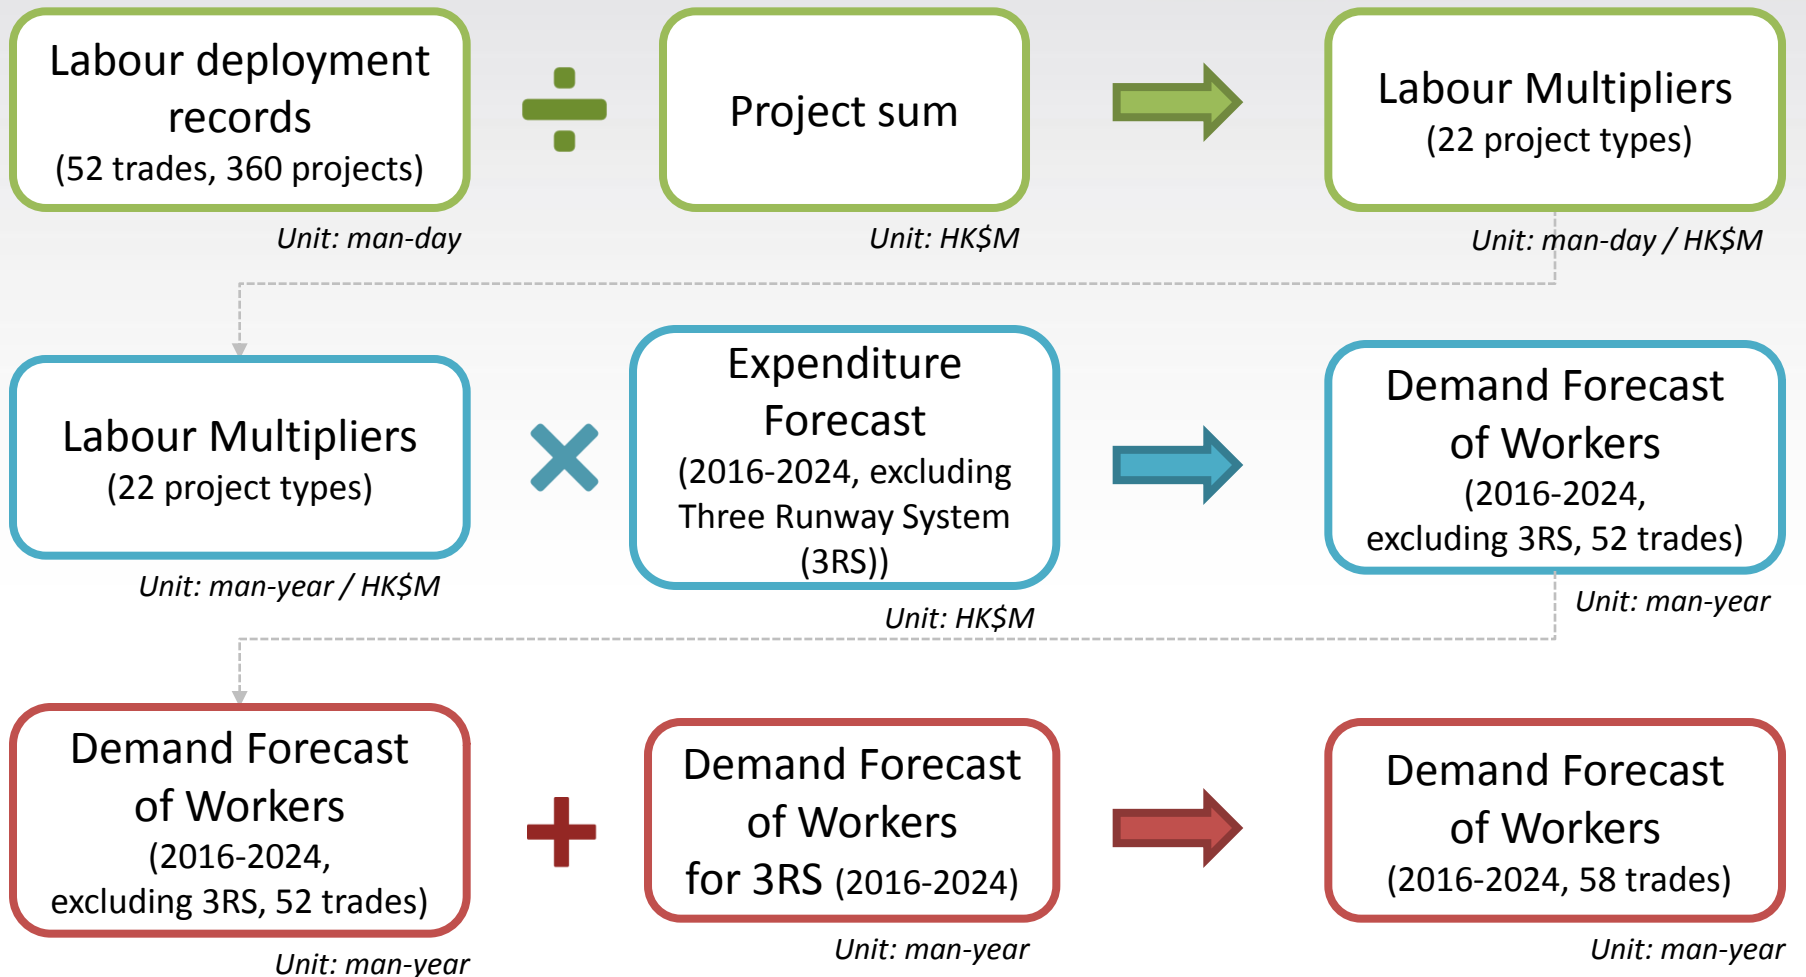 Labour deployment
records
(52 trades, 360 projects)
Unit: man-day
Project sum
Unit: HK$M
Labour Multipliers
(22 project types)
Unit: man-day / HK$M
Labour Multipliers
(22 project types)
Unit: man-year / HK$M
Expenditure
Forecast
(2016-2024, excluding
Three Runway System
(3RS))
Unit: HK$M
Demand Forecast
of Workers
(2016-2024,
excluding 3RS, 52 trades)
Unit: man-year
Demand Forecast
of Workers
(2016-2024,
excluding 3RS, 52 trades)
Unit: man-year
Demand Forecast
of Workers
for 3RS (2016-2024)
Unit: man-year
Demand Forecast
of Workers
(2016-2024, 58 trades)
Unit: man-year